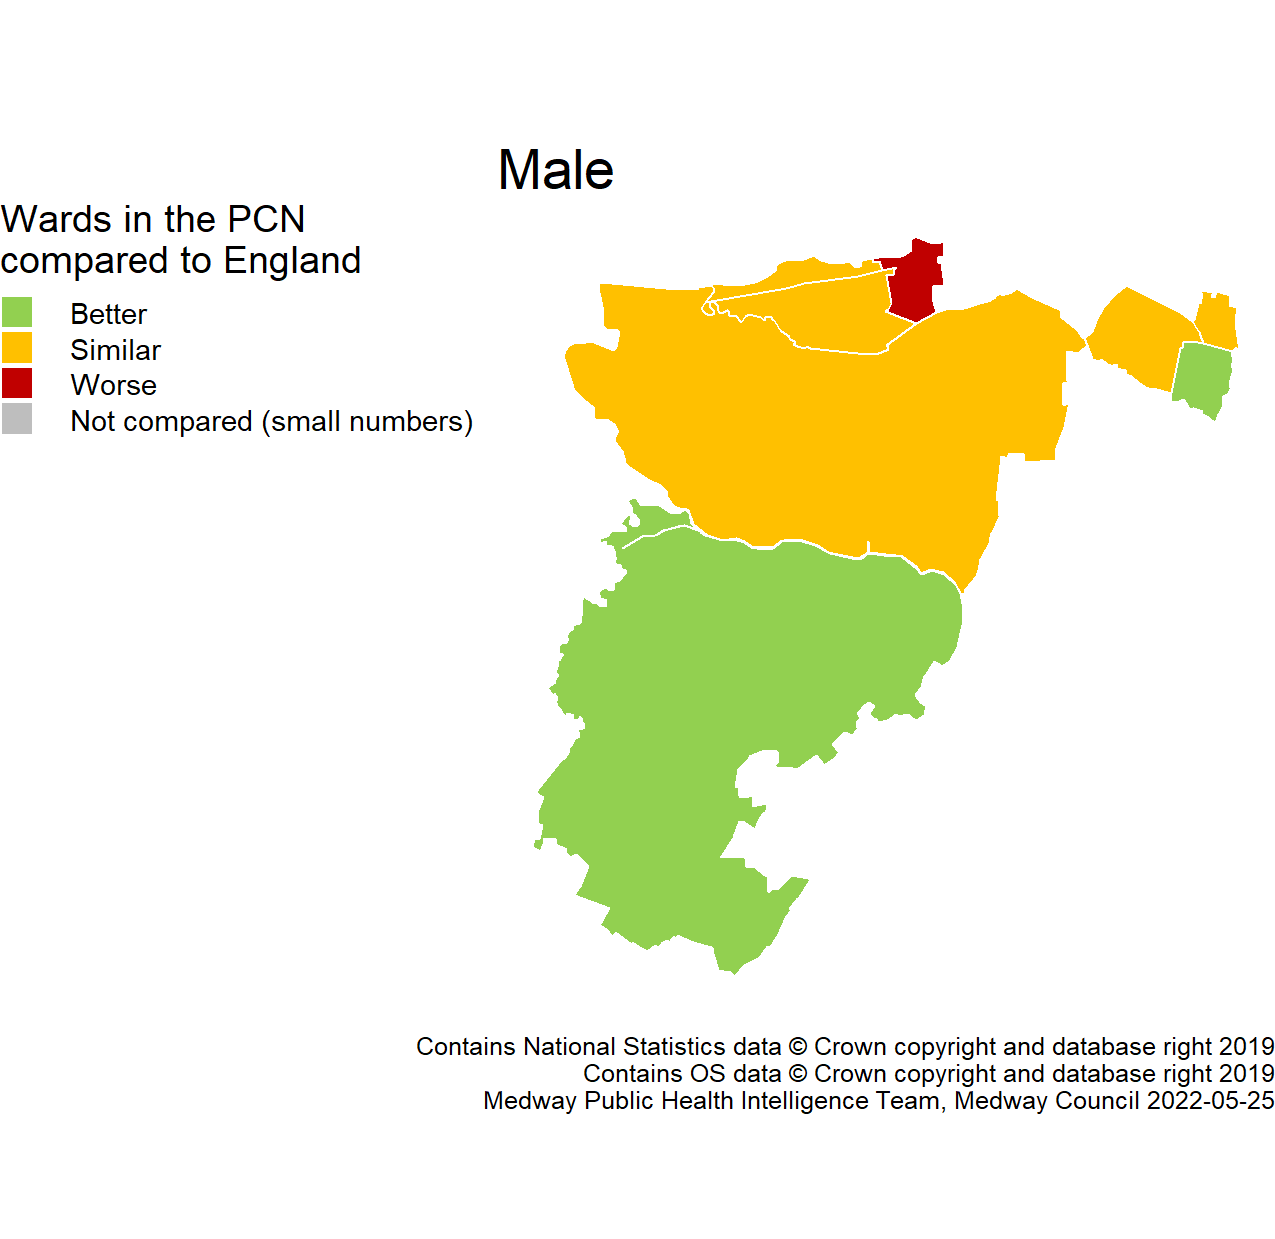 Male
Wards in the PCN
compared to England
Better
Similar
Worse
Not compared (small numbers)
Contains National Statistics data © Crown copyright and database right 2019
Contains OS data © Crown copyright and database right 2019
Medway Public Health Intelligence Team, Medway Council 2022-05-25